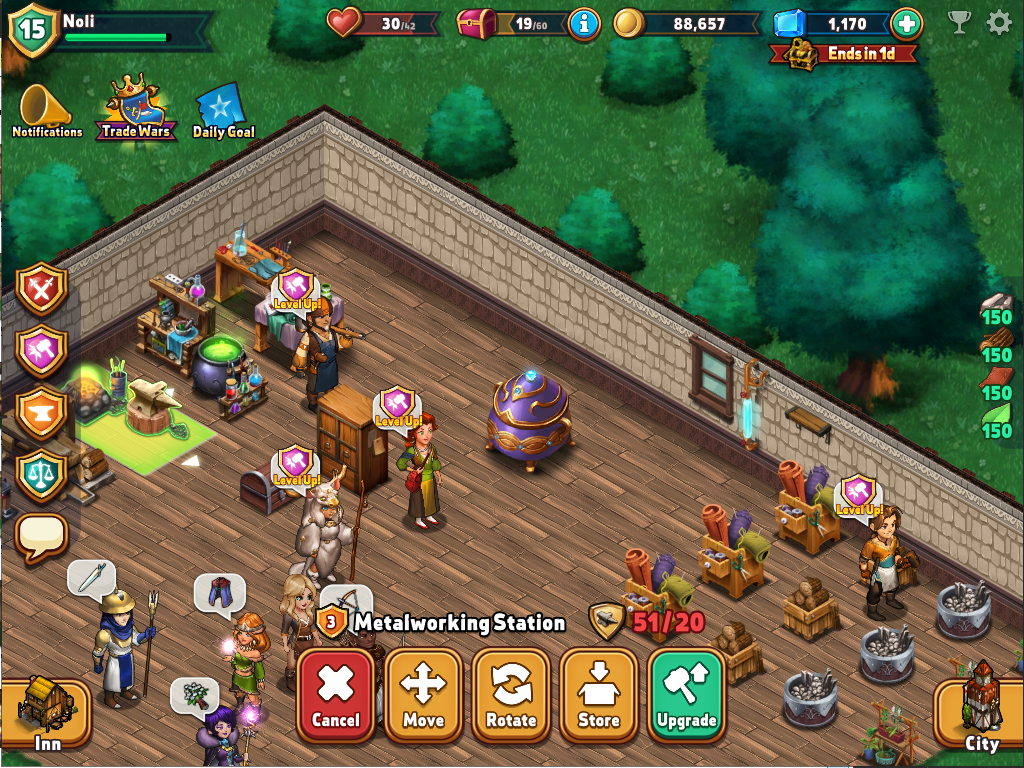 15
Noli
30/42
19/60
88,657
1,170
Ends in 1d
Notifications
Trade Wars
Daily Goal
Level Up!
150
150
Level Up!
150
150
Level Up!
Level Up!
3 Metalworking Station 51/20
Cancel
Move
Rotate
Store
Upgrade
Inn
City